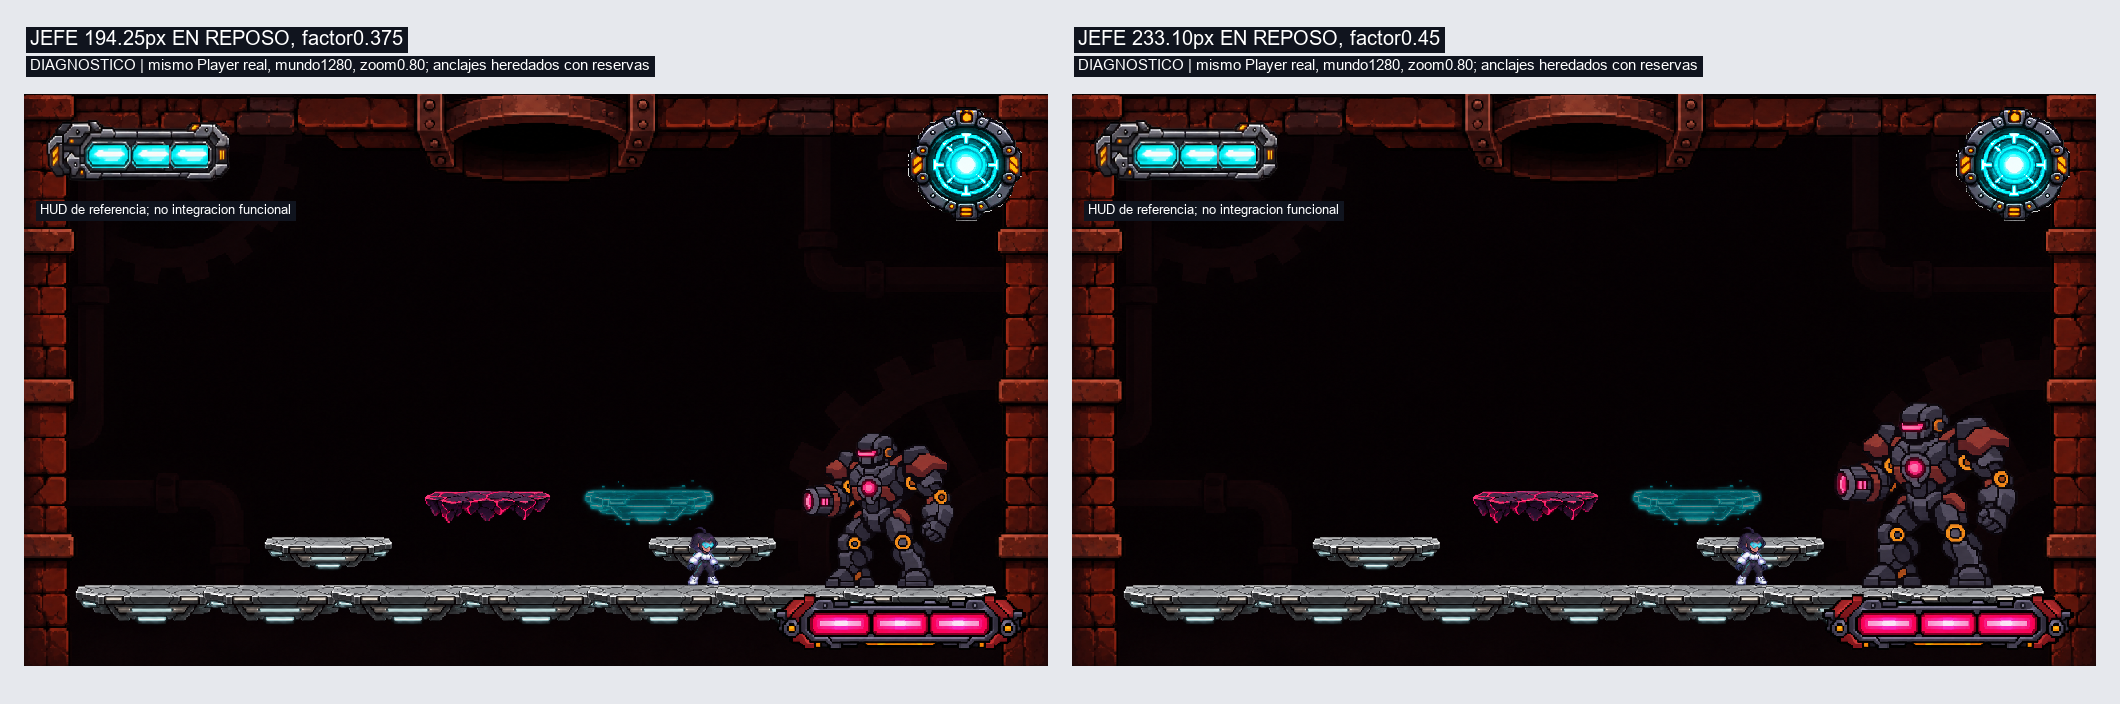 JEFE 194.25px EN REPOSO, factor0.375
DIAGNOSTICO | mismo Player real, mundo1280, zoom0.80; anclajes heredados con reservas
HUD de referencia; no integracion funcional
JEFE 233.10px EN REPOSO, factor0.45
DIAGNOSTICO | mismo Player real, mundo1280, zoom0.80; anclajes heredados con reservas
HUD de referencia; no integracion funcional